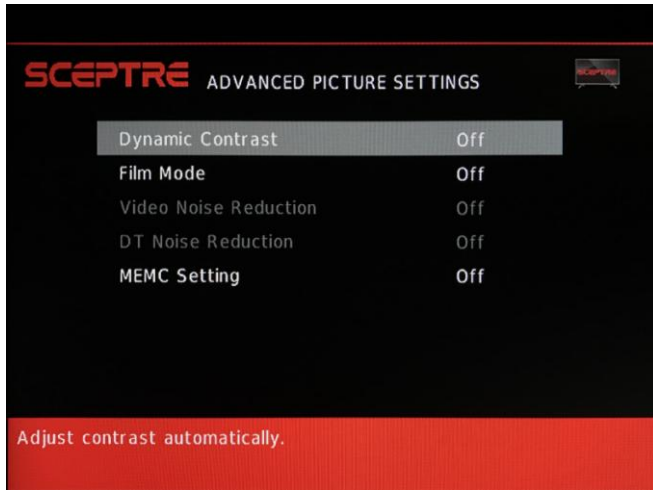 SCEPTRE ADVANCED PICTURE SETTINGS SCEPTRE
Dynamic Contrast Off
Film Mode Off
Video Noise Reduction Off
DT Noise Reduction Off
MEMC Setting Off
Adjust contrast automatically.